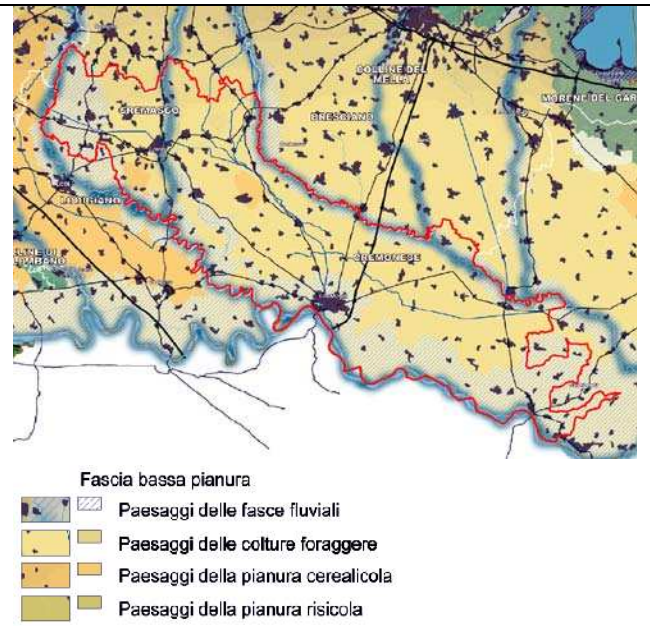 COLLINE DEL
MELLA
MORENE DEL GAR
CREMASCO
BRESCIANO
LODIGIANO
CREMONESE
Fascia bassa pianura
Paesaggi delle fasce fluviali
Paesaggi delle colture foraggere
Paesaggi della pianura cerealicola
Paesaggi della pianura risicola